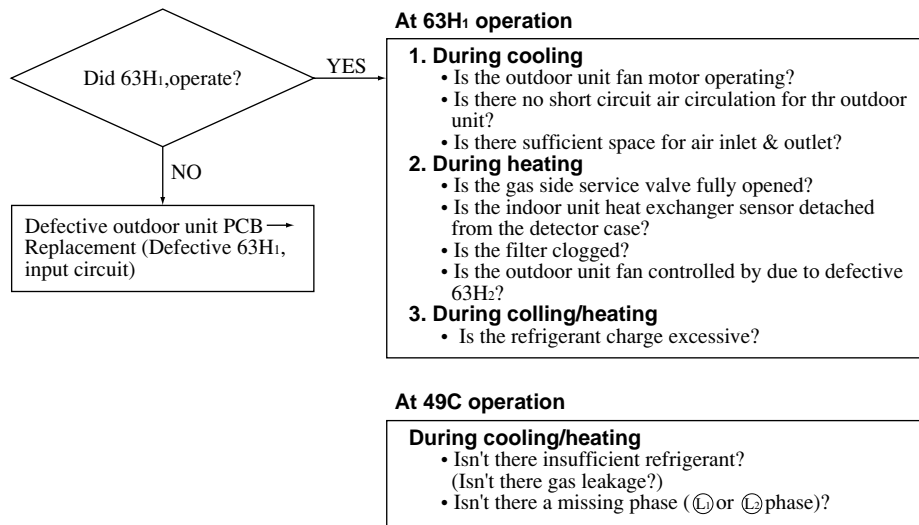 Did 63H₁,operate?
YES
NO
Defective outdoor unit PCB →
Replacement (Defective 63H₁,
input circuit)
At 63H₁ operation
1. During cooling
• Is the outdoor unit fan motor operating?
• Is there no short circuit air circulation for thr outdoor
unit?
• Is there sufficient space for air inlet & outlet?
2. During heating
• Is the gas side service valve fully opened?
• Is the indoor unit heat exchanger sensor detached
from the detector case?
• Is the filter clogged?
• Is the outdoor unit fan controlled by due to defective
63H₂?
3. During colling/heating
• Is the refrigerant charge excessive?
At 49C operation
During cooling/heating
• Isn't there insufficient refrigerant?
(Isn't there gas leakage?)
• Isn't there a missing phase (L₁ or L₂ phase)?